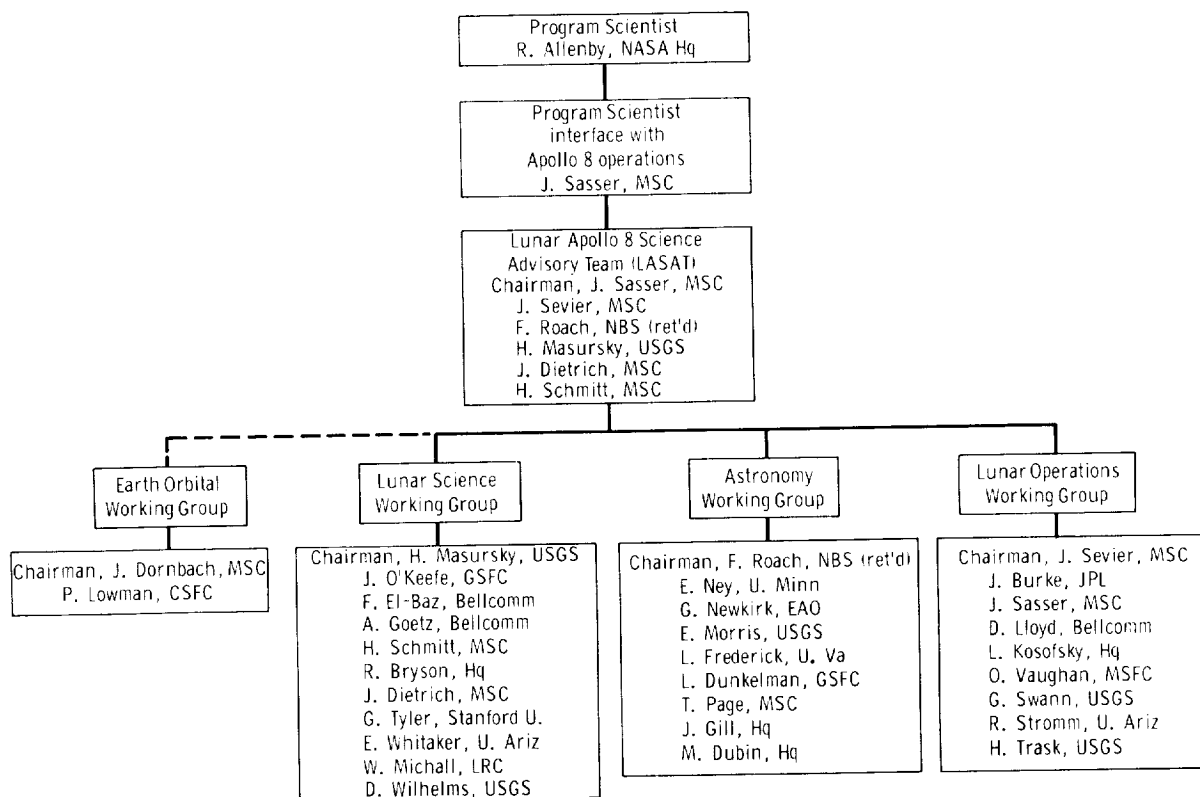 Program Scientist
R. Allenby, NASA Hq
Program Scientist
interface with
Apollo 8 operations
J. Sasser, MSC
Lunar Apollo 8 Science
Advisory Team (LASAT)
Chairman, J. Sasser, MSC
J. Sevier, MSC
F. Roach, NBS (ret'd)
H. Masursky, USGS
J. Dietrich, MSC
H. Schmitt, MSC
Earth Orbital
Working Group
Chairman, J. Dornbach, MSC
P. Lowman, CSFC
Lunar Science
Working Group
Chairman, H. Masursky, USGS
J. O'Keefe, GSFC
F. El-Baz, Bellcomm
A. Goetz, Bellcomm
H. Schmitt, MSC
R. Bryson, Hq
J. Dietrich, MSC
G. Tyler, Stanford U.
E. Whitaker, U. Ariz
W. Michall, LRC
D. Wilhelms, USGS
Astronomy
Working Group
Chairman, F. Roach, NBS (ret'd)
E. Ney, U. Minn
G. Newkirk, EAO
E. Morris, USGS
L. Frederick, U. Va
L. Dunkelman, GSFC
T. Page, MSC
J. Gill, Hq
M. Dubin, Hq
Lunar Operations
Working Group
Chairman, J. Sevier, MSC
J. Burke, JPL
J. Sasser, MSC
D. Lloyd, Bellcomm
L. Kosofsky, Hq
O. Vaughan, MSFC
G. Swann, USGS
R. Stromm, U. Ariz
H. Trask, USGS